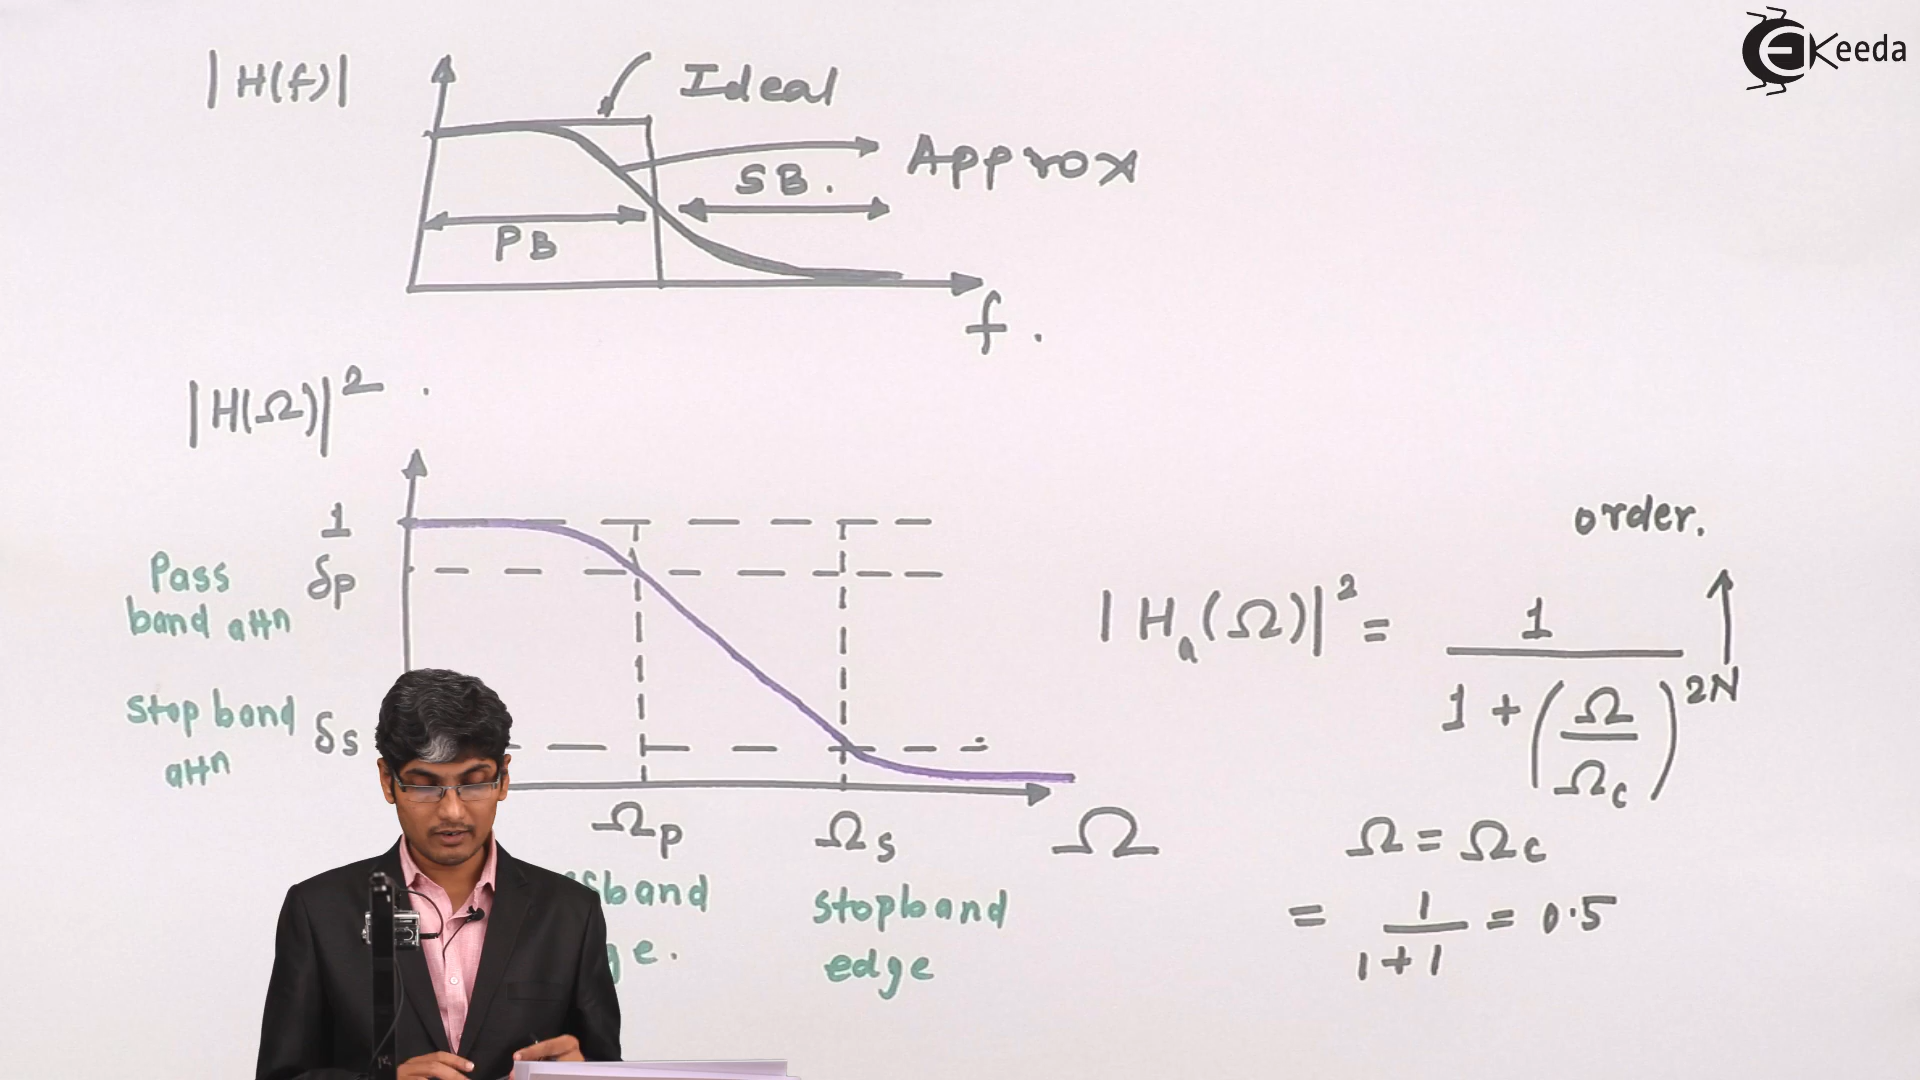 Keeda
|H(f)|
Ideal
Approx
SB.
PB
f.
|H(Ω)|²
1
δp
Pass
band attn
stop band
attn
δs
Ωp
Ωs
Ω
sband
ge.
stopband
edge
order.
|Hₐ(Ω)|² = 1 / 1 + (Ω / Ωc)^2N
Ω = Ωc
= 1 / 1+1 = 0.5